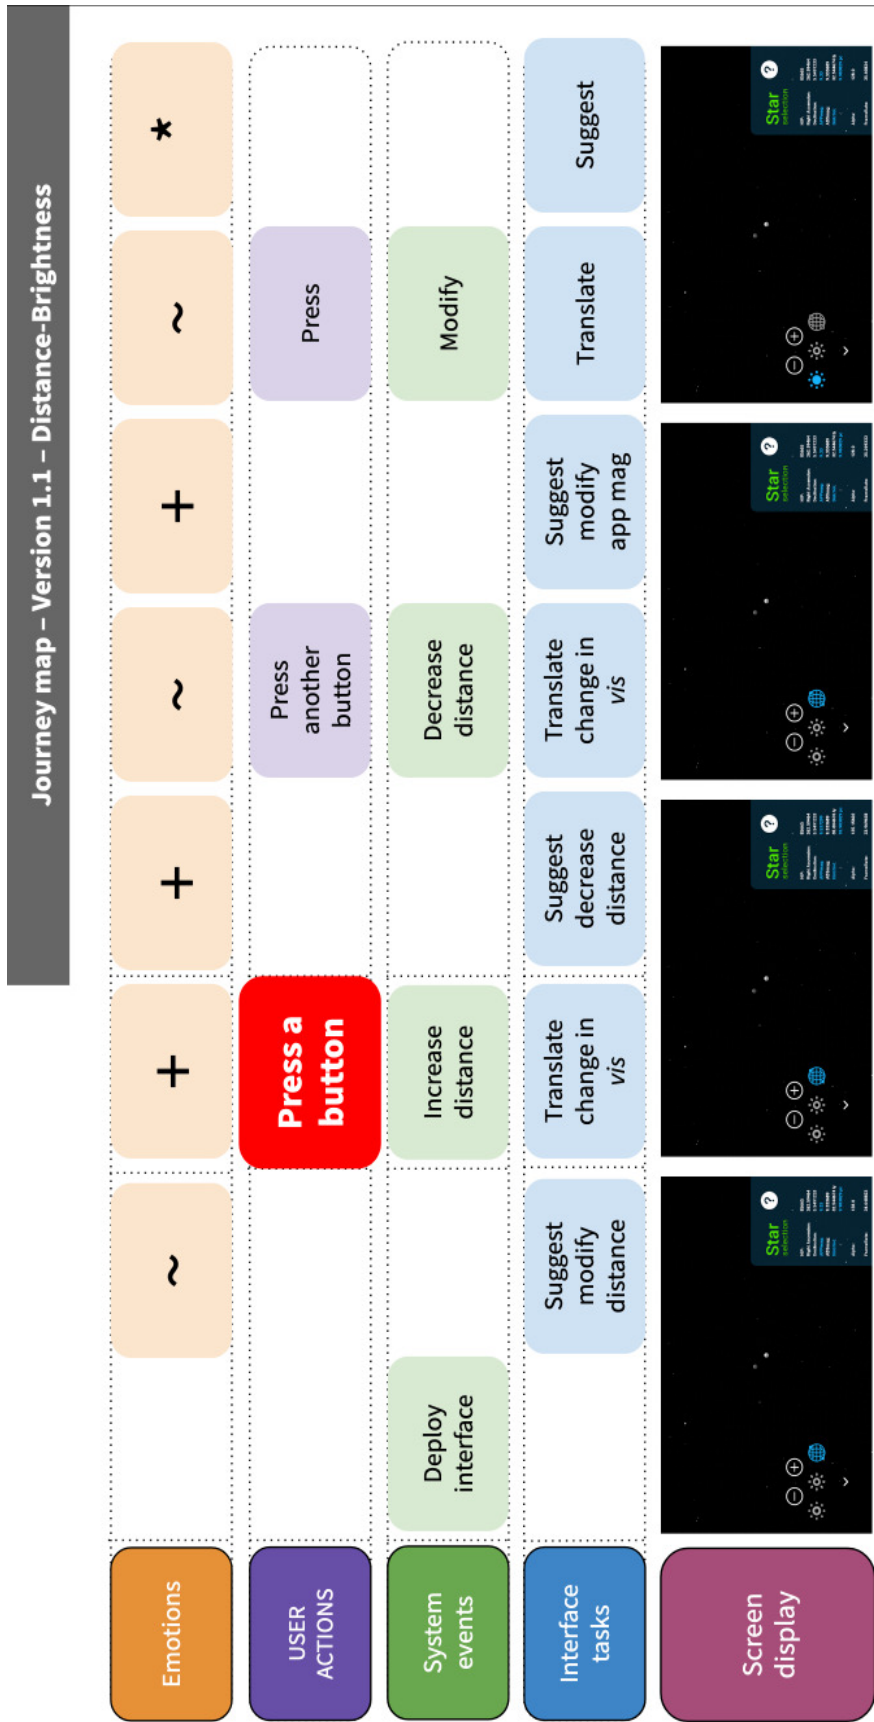 Journey map – Version 1.1 – Distance-Brightness
Emotions
~
+
+
~
+
~
*
USER
ACTIONS
Press a
button
Press
another
button
Press
System
events
Deploy
interface
Increase
distance
Decrease
distance
Modify
Interface
tasks
Suggest
modify
distance
Translate
change in
vis
Suggest
decrease
distance
Translate
change in
vis
Suggest
modify
app mag
Translate
Suggest
Screen
display
Star
selection
?
Star
selection
?
Star
selection
?
Star
selection
?